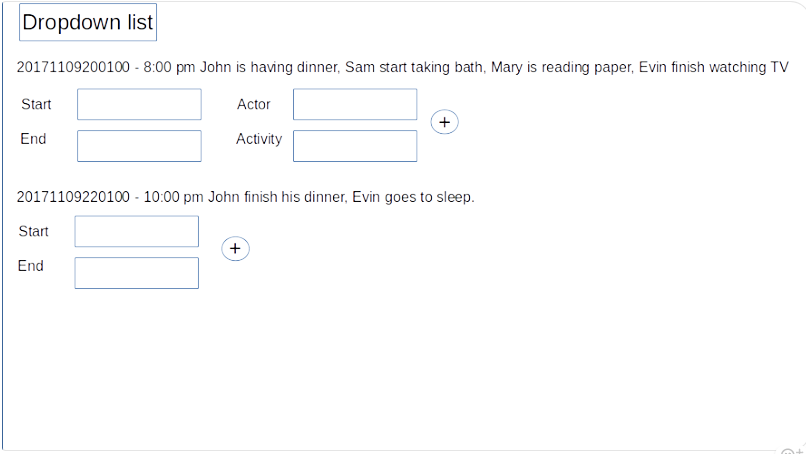 Dropdown list
20171109200100 - 8:00 pm John is having dinner, Sam start taking bath, Mary is reading paper, Evin finish watching TV
Start Actor
+
End Activity
20171109220100 - 10:00 pm John finish his dinner, Evin goes to sleep.
Start
+
End